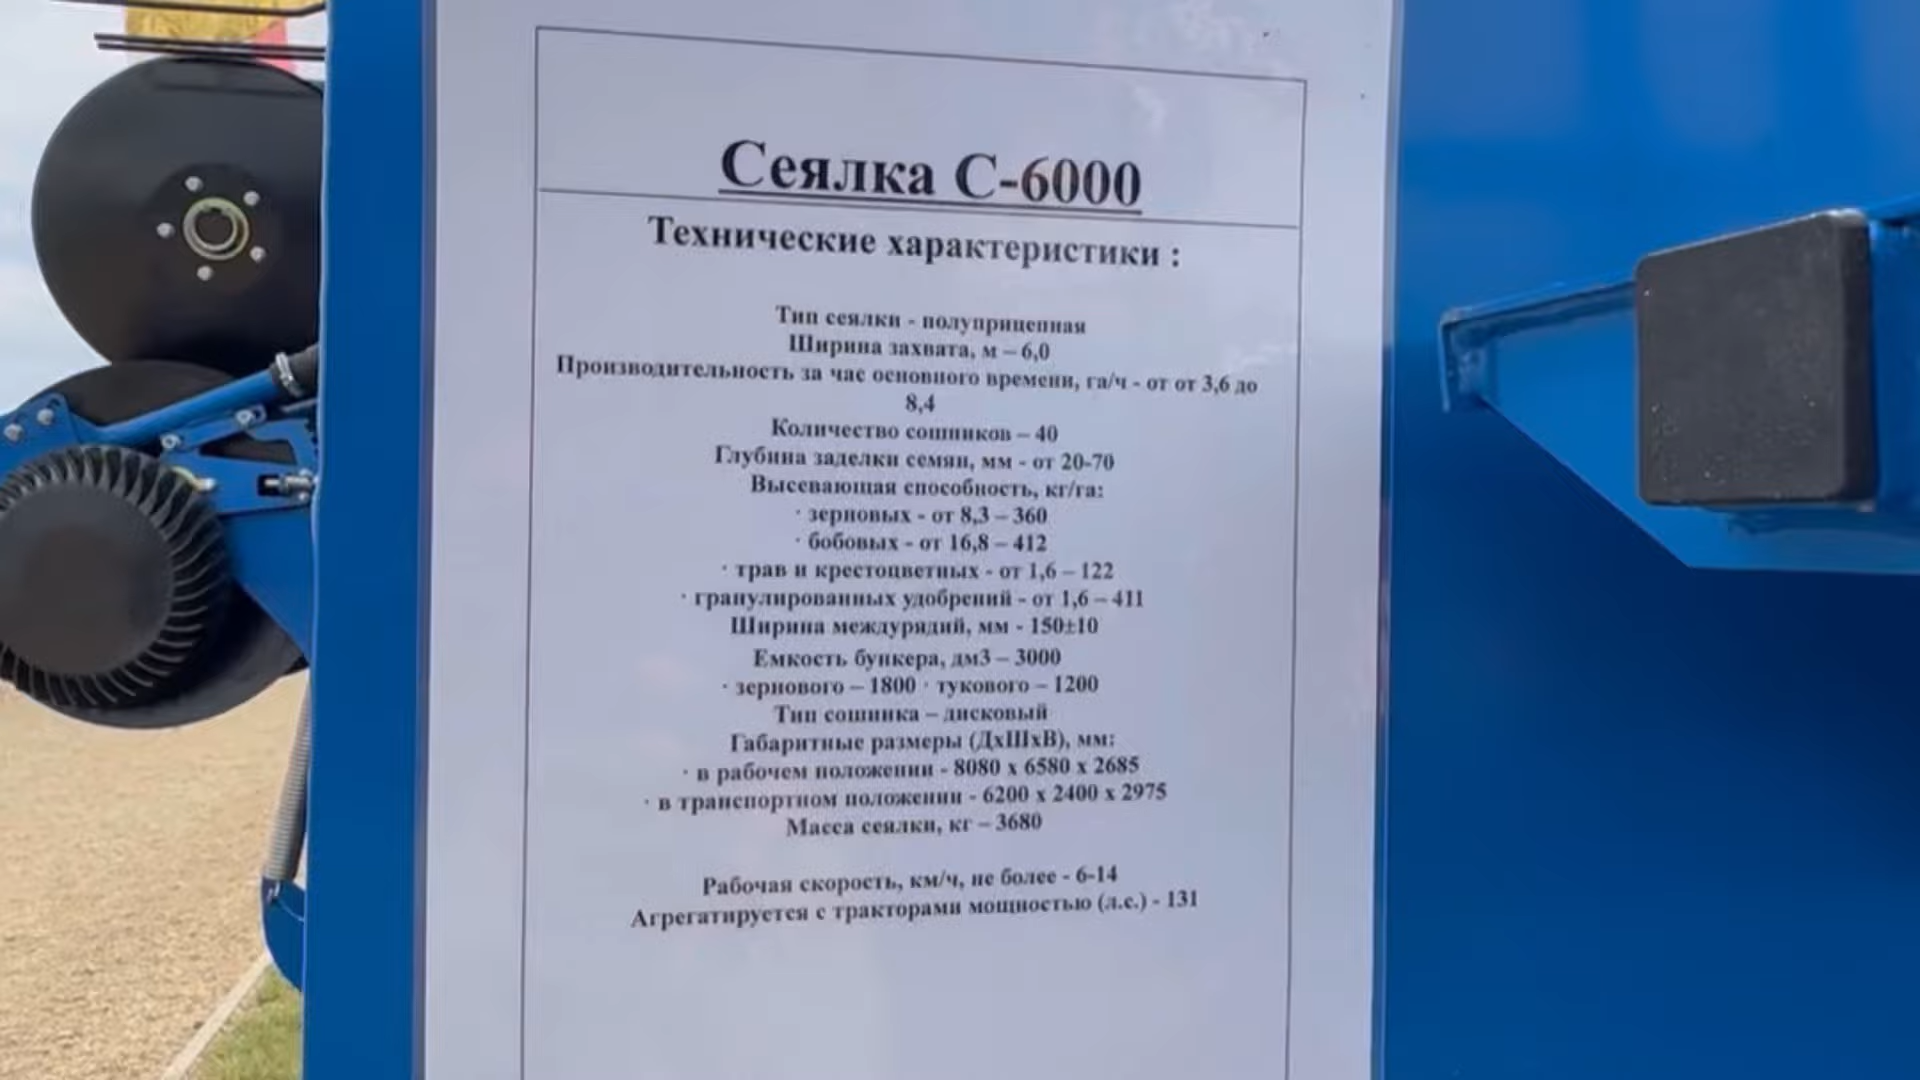 Сеялка С-6000
Технические характеристики :
Тип сеялки - полуприцепная
Ширина захвата, м – 6,0
Производительность за час основного времени, га/ч - от от 3,6 до
8,4
Количество сошников – 40
Глубина заделки семян, мм - от 20-70
Высевающая способность, кг/га:
· зерновых - от 8,3 – 360
· бобовых - от 16,8 – 412
· трав и крестоцветных - от 1,6 – 122
· гранулированных удобрений - от 1,6 – 411
Ширина междурядий, мм - 150±10
Емкость бункера, дм3 – 3000
· зернового – 1800 · тукового – 1200
Тип сошника – дисковый
Габаритные размеры (ДхШхВ), мм:
· в рабочем положении - 8080 х 6580 х 2685
· в транспортном положении - 6200 х 2400 х 2975
Масса сеялки, кг – 3680
Рабочая скорость, км/ч, не более - 6-14
Агрегатируется с тракторами мощностью (л.с.) - 131